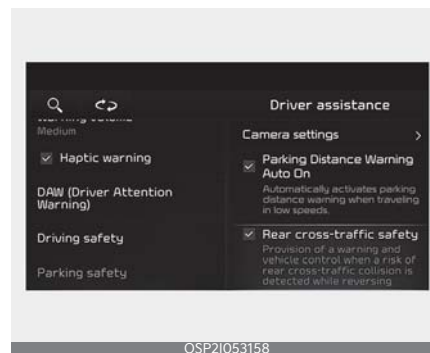 Driver assistance
Warning volume
Medium
Haptic warning
DAW (Driver Attention
Warning)
Driving safety
Parking safety
Camera settings
Parking Distance Warning
Auto On
Automatically activates parking
distance warning when traveling
in low speeds.
Rear cross-traffic safety
Provision of a warning and
vehicle control when a risk of
rear cross-traffic collision is
detected while reversing
OSP2I053158